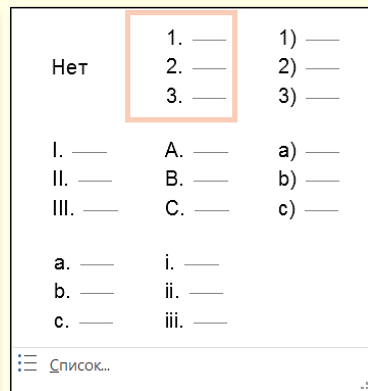 1. 1)
Нет 2. 2)
3. 3)
I. A. a)
II. B. b)
III. C. c)
a. i.
b. ii.
c. iii.
Список...